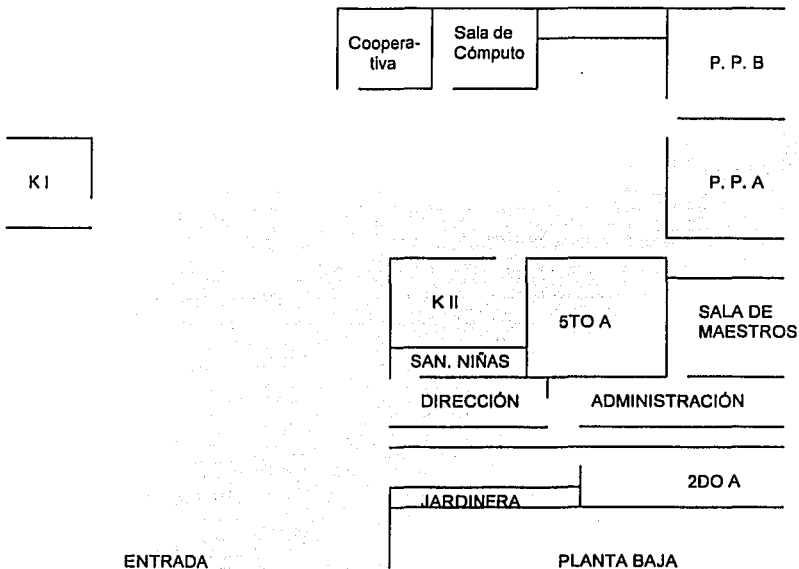 Coopera-
tiva
Sala de
Cómputo
P. P. B
K I
P. P. A
K II
5TO A
SALA DE
MAESTROS
SAN. NIÑAS
DIRECCIÓN
ADMINISTRACIÓN
2DO A
JARDINERA
ENTRADA
PLANTA BAJA